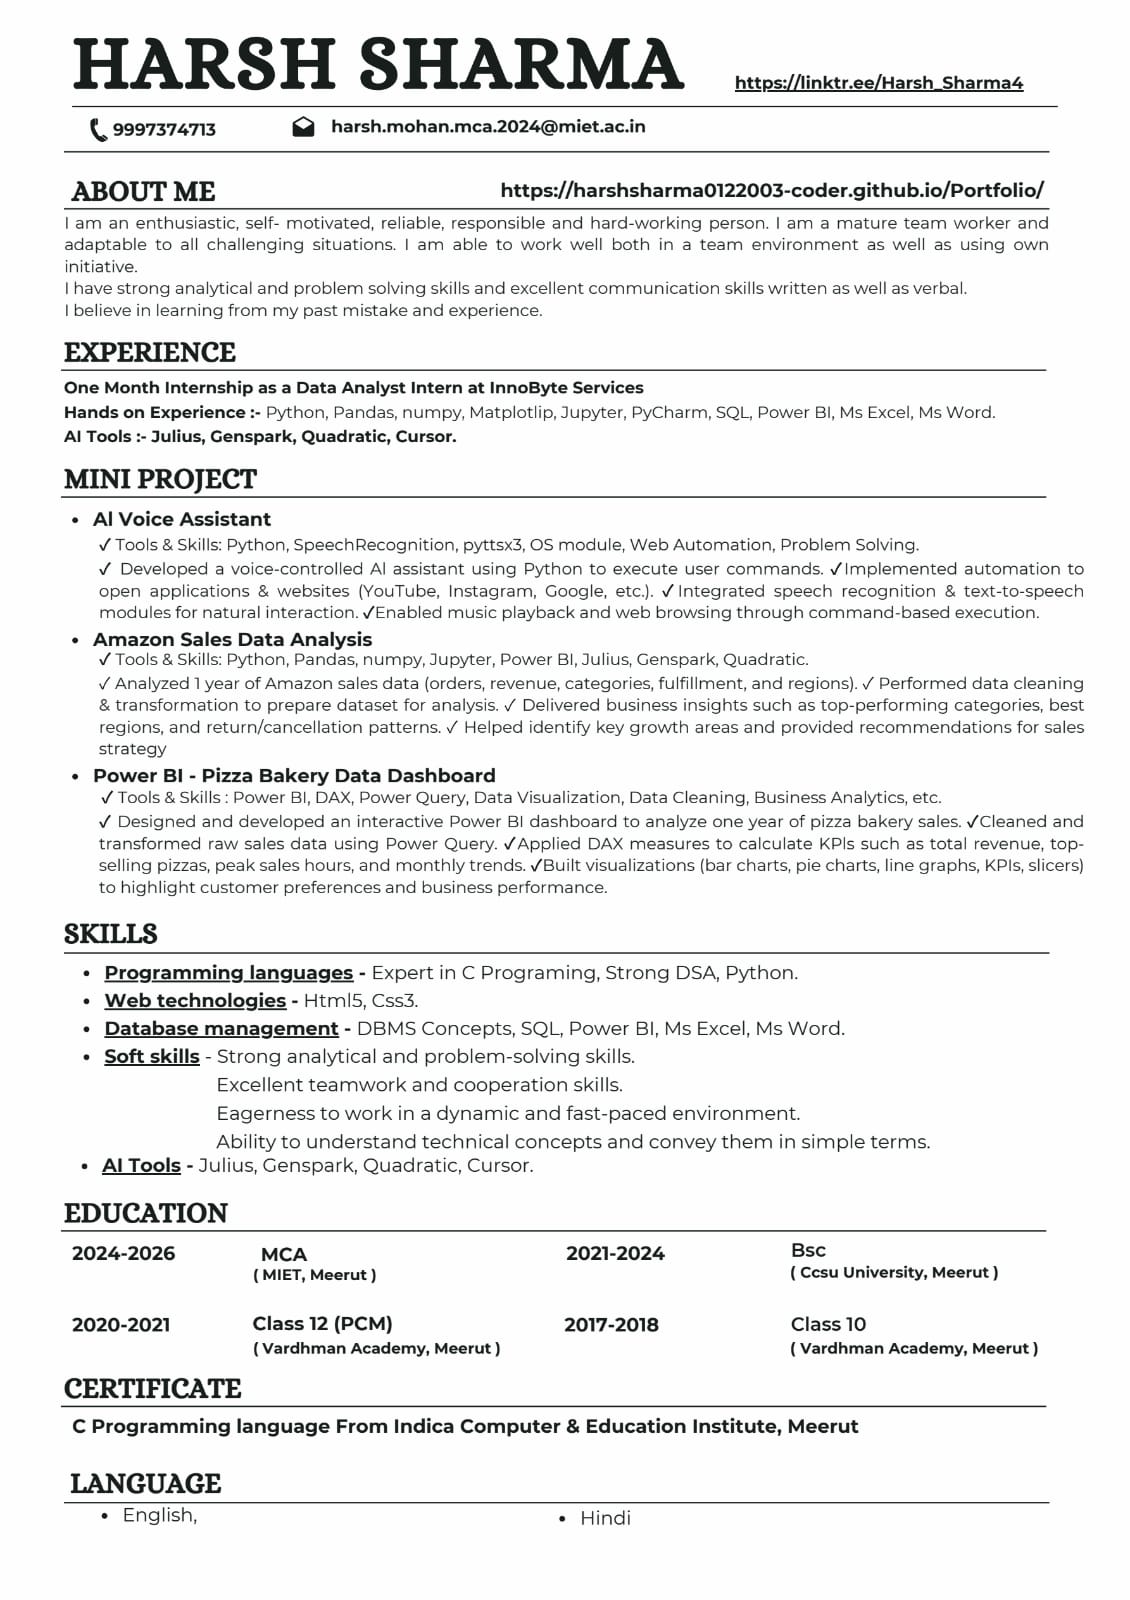 HARSH SHARMA
https://linktr.ee/Harsh_Sharma4
9997374713
harsh.mohan.mca.2024@miet.ac.in
ABOUT ME
https://harshsharma0122003-coder.github.io/Portfolio/
I am an enthusiastic, self- motivated, reliable, responsible and hard-working person. I am a mature team worker and
adaptable to all challenging situations. I am able to work well both in a team environment as well as using own
initiative.
I have strong analytical and problem solving skills and excellent communication skills written as well as verbal.
I believe in learning from my past mistake and experience.
EXPERIENCE
One Month Internship as a Data Analyst Intern at InnoByte Services
Hands on Experience :- Python, Pandas, numpy, Matplotlip, Jupyter, PyCharm, SQL, Power BI, Ms Excel, Ms Word.
AI Tools :- Julius, Genspark, Quadratic, Cursor.
MINI PROJECT
• Al Voice Assistant
✓ Tools & Skills: Python, SpeechRecognition, pyttsx3, OS module, Web Automation, Problem Solving.
✓ Developed a voice-controlled Al assistant using Python to execute user commands. ✓Implemented automation to
open applications & websites (YouTube, Instagram, Google, etc.). ✓Integrated speech recognition & text-to-speech
modules for natural interaction. ✓Enabled music playback and web browsing through command-based execution.
• Amazon Sales Data Analysis
✓ Tools & Skills: Python, Pandas, numpy, Jupyter, Power BI, Julius, Genspark, Quadratic.
✓ Analyzed 1 year of Amazon sales data (orders, revenue, categories, fulfillment, and regions). ✓ Performed data cleaning
& transformation to prepare dataset for analysis. ✓ Delivered business insights such as top-performing categories, best
regions, and return/cancellation patterns. ✓ Helped identify key growth areas and provided recommendations for sales
strategy
• Power BI - Pizza Bakery Data Dashboard
✓ Tools & Skills : Power BI, DAX, Power Query, Data Visualization, Data Cleaning, Business Analytics, etc.
✓ Designed and developed an interactive Power BI dashboard to analyze one year of pizza bakery sales. ✓Cleaned and
transformed raw sales data using Power Query. ✓Applied DAX measures to calculate KPIs such as total revenue, top-
selling pizzas, peak sales hours, and monthly trends. ✓Built visualizations (bar charts, pie charts, line graphs, KPIs, slicers)
to highlight customer preferences and business performance.
SKILLS
• Programming languages - Expert in C Programing, Strong DSA, Python.
• Web technologies - Html5, Css3.
• Database management - DBMS Concepts, SQL, Power BI, Ms Excel, Ms Word.
• Soft skills - Strong analytical and problem-solving skills.
Excellent teamwork and cooperation skills.
Eagerness to work in a dynamic and fast-paced environment.
Ability to understand technical concepts and convey them in simple terms.
• AI Tools - Julius, Genspark, Quadratic, Cursor.
EDUCATION
2024-2026 MCA 2021-2024 Bsc
( MIET, Meerut ) ( Ccsu University, Meerut )
2020-2021 Class 12 (PCM) 2017-2018 Class 10
( Vardhman Academy, Meerut ) ( Vardhman Academy, Meerut )
CERTIFICATE
C Programming language From Indica Computer & Education Institute, Meerut
LANGUAGE
• English, • Hindi